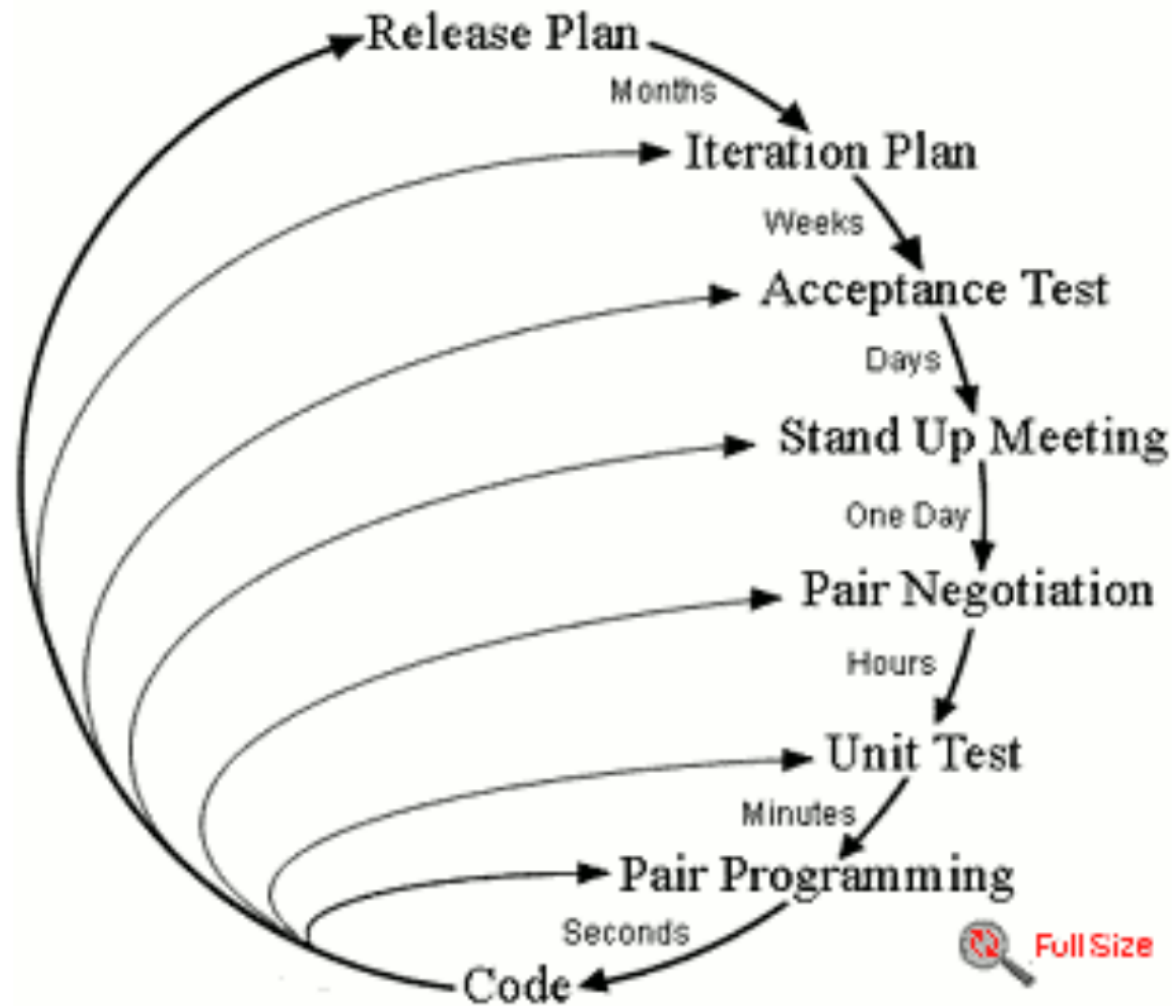 Release Plan
Months
Iteration Plan
Weeks
Acceptance Test
Days
Stand Up Meeting
One Day
Pair Negotiation
Hours
Unit Test
Minutes
Pair Programming
Seconds
Full Size
Code